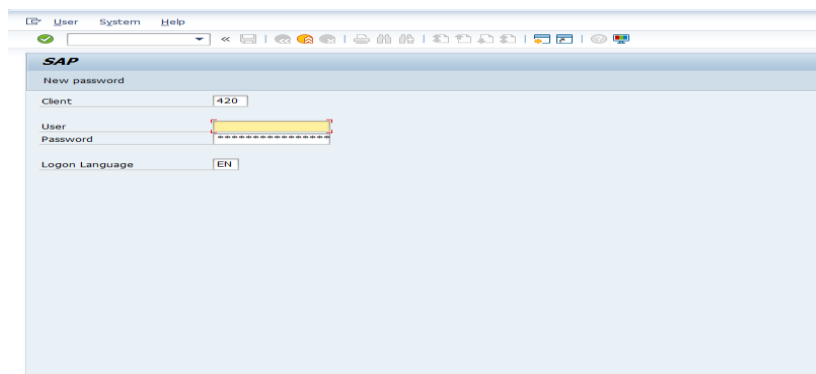 User System Help
SAP
New password
Client 420
User
Password ****************
Logon Language EN